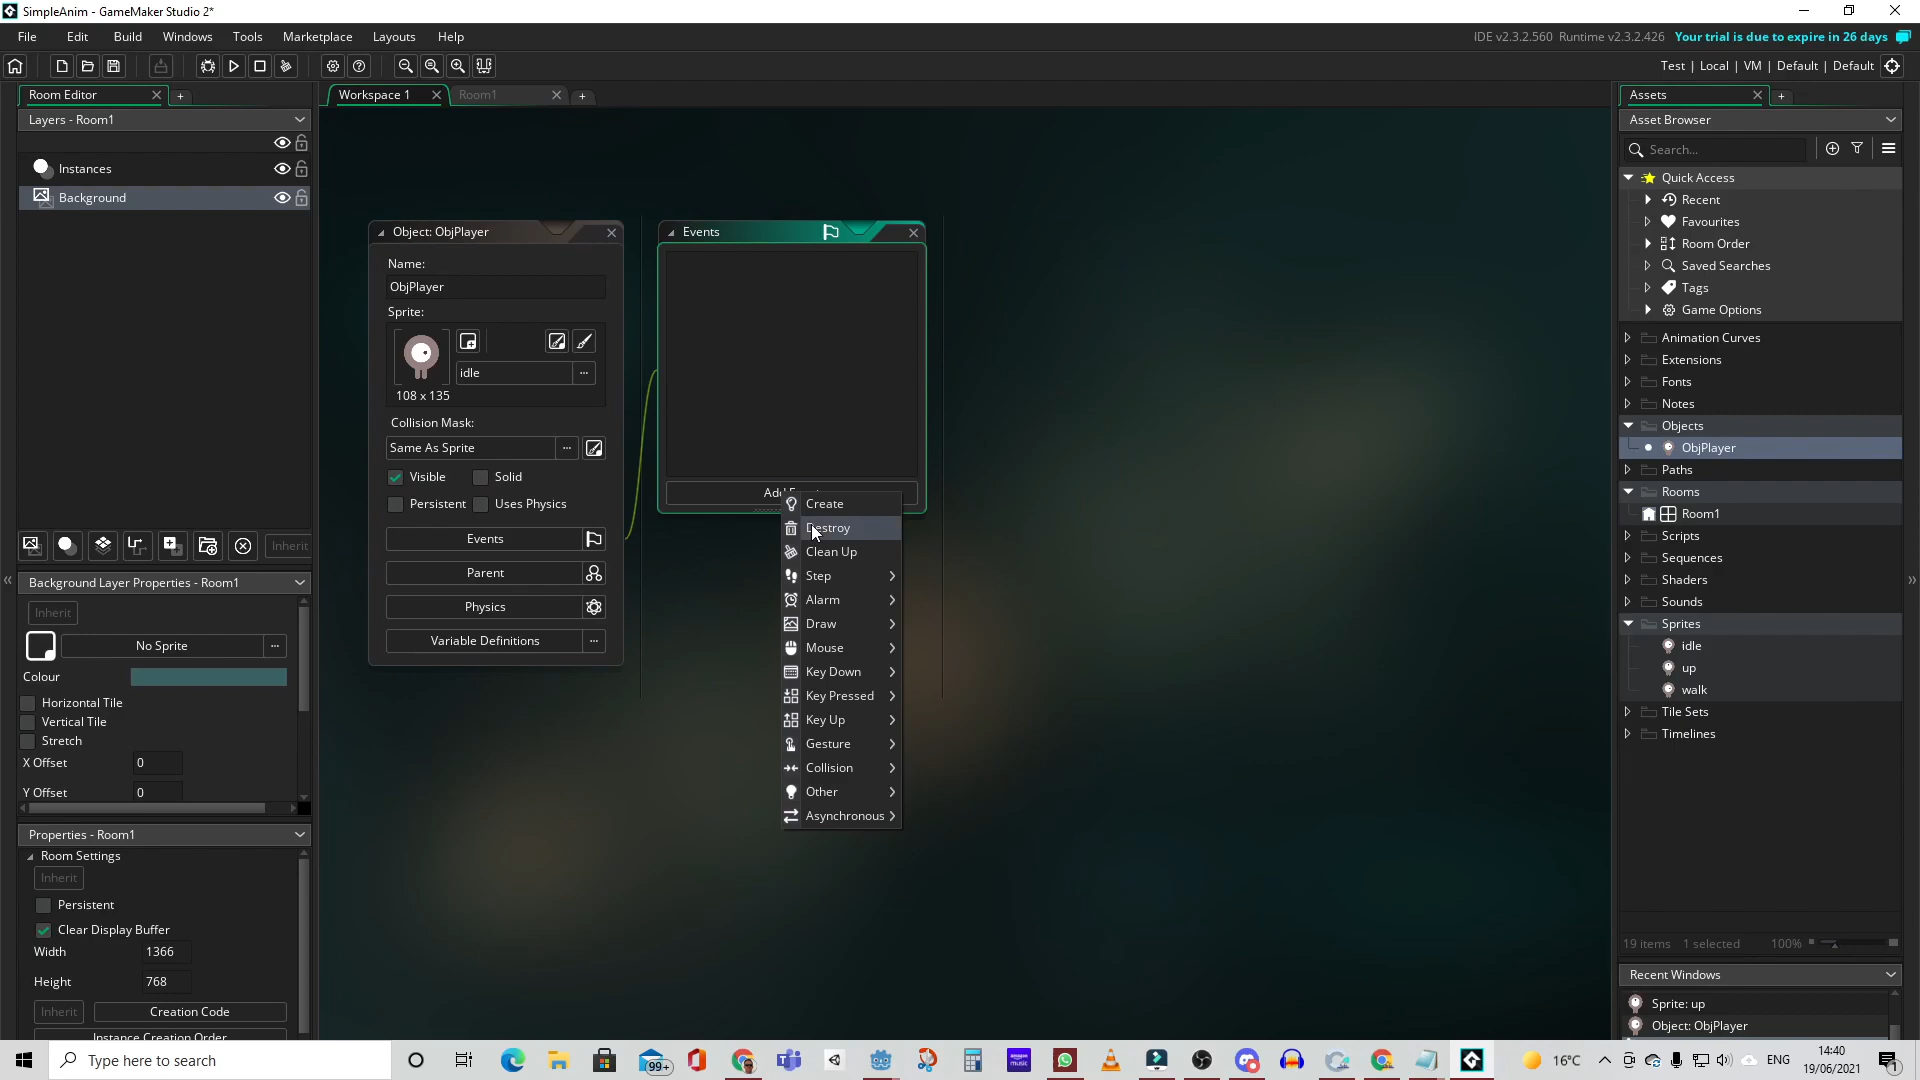 SimpleAnim - GameMaker Studio 2*
File Edit Build Windows Tools Marketplace Layouts Help
IDE v2.3.2.560 Runtime v2.3.2.426 Your trial is due to expire in 26 days
Test | Local | VM | Default | Default
Room Editor
Layers - Room1
Instances
Background
Inherit
Background Layer Properties - Room1
Inherit
No Sprite
Colour
Horizontal Tile
Vertical Tile
Stretch
X Offset 0
Y Offset 0
Properties - Room1
Room Settings
Inherit
Persistent
Clear Display Buffer
Width 1366
Height 768
Inherit Creation Code
Instance Creation Order
Workspace 1
Room1
Object: ObjPlayer
Name:
ObjPlayer
Sprite:
idle
108 x 135
Collision Mask:
Same As Sprite
Visible Solid
Persistent Uses Physics
Events
Parent
Physics
Variable Definitions
Events
Create
Destroy
Clean Up
Step
Alarm
Draw
Mouse
Key Down
Key Pressed
Key Up
Gesture
Collision
Other
Asynchronous
Assets
Asset Browser
Search...
Quick Access
Recent
Favourites
Room Order
Saved Searches
Tags
Game Options
Animation Curves
Extensions
Fonts
Notes
Objects
ObjPlayer
Paths
Rooms
Room1
Scripts
Sequences
Shaders
Sounds
Sprites
idle
up
walk
Tile Sets
Timelines
19 items 1 selected 100%
Recent Windows
Sprite: up
Object: ObjPlayer
Type here to search
99+
16°C
ENG
14:40
19/06/2021
1